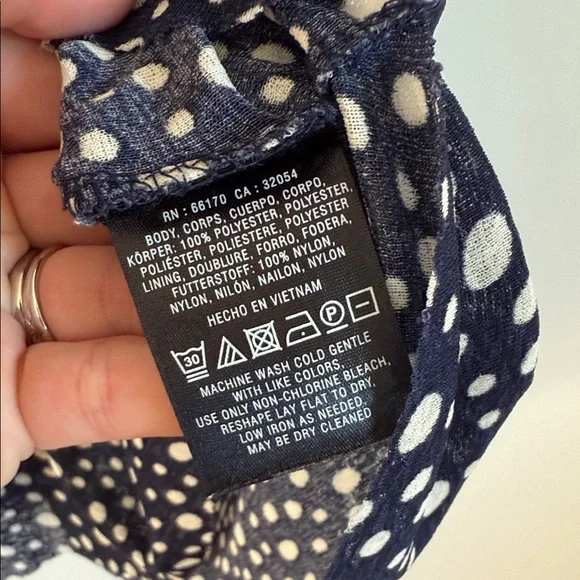 RN : 66170 CA : 32054
BODY, CORPS, CUERPO, CORPO,
KÖRPER: 100% POLYESTER, POLYESTER,
POLIÉSTER, POLIESTERE, POLYESTER
LINING, DOUBLURE, FORRO, FODERA,
FUTTERSTOFF: 100% NYLON,
NYLON, NILÓN, NAILON, NYLON
HECHO EN VIETNAM
30 P
MACHINE WASH COLD GENTLE
WITH LIKE COLORS,
USE ONLY NON-CHLORINE BLEACH,
RESHAPE LAY FLAT TO DRY,
LOW IRON AS NEEDED,
MAY BE DRY CLEANED